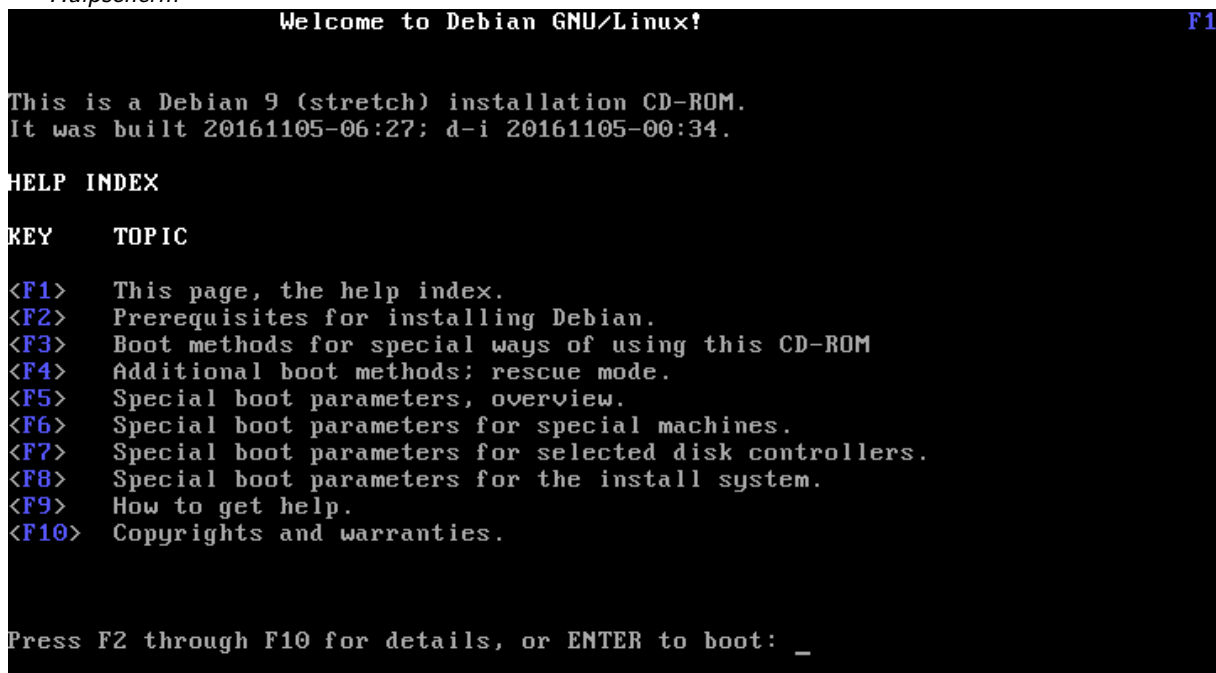 Hulpscherm
Welcome to Debian GNU/Linux! F1
This is a Debian 9 (stretch) installation CD-ROM.
It was built 20161105-06:27; d-i 20161105-00:34.
HELP INDEX
KEY TOPIC
<F1> This page, the help index.
<F2> Prerequisites for installing Debian.
<F3> Boot methods for special ways of using this CD-ROM
<F4> Additional boot methods; rescue mode.
<F5> Special boot parameters, overview.
<F6> Special boot parameters for special machines.
<F7> Special boot parameters for selected disk controllers.
<F8> Special boot parameters for the install system.
<F9> How to get help.
<F10> Copyrights and warranties.
Press F2 through F10 for details, or ENTER to boot: _